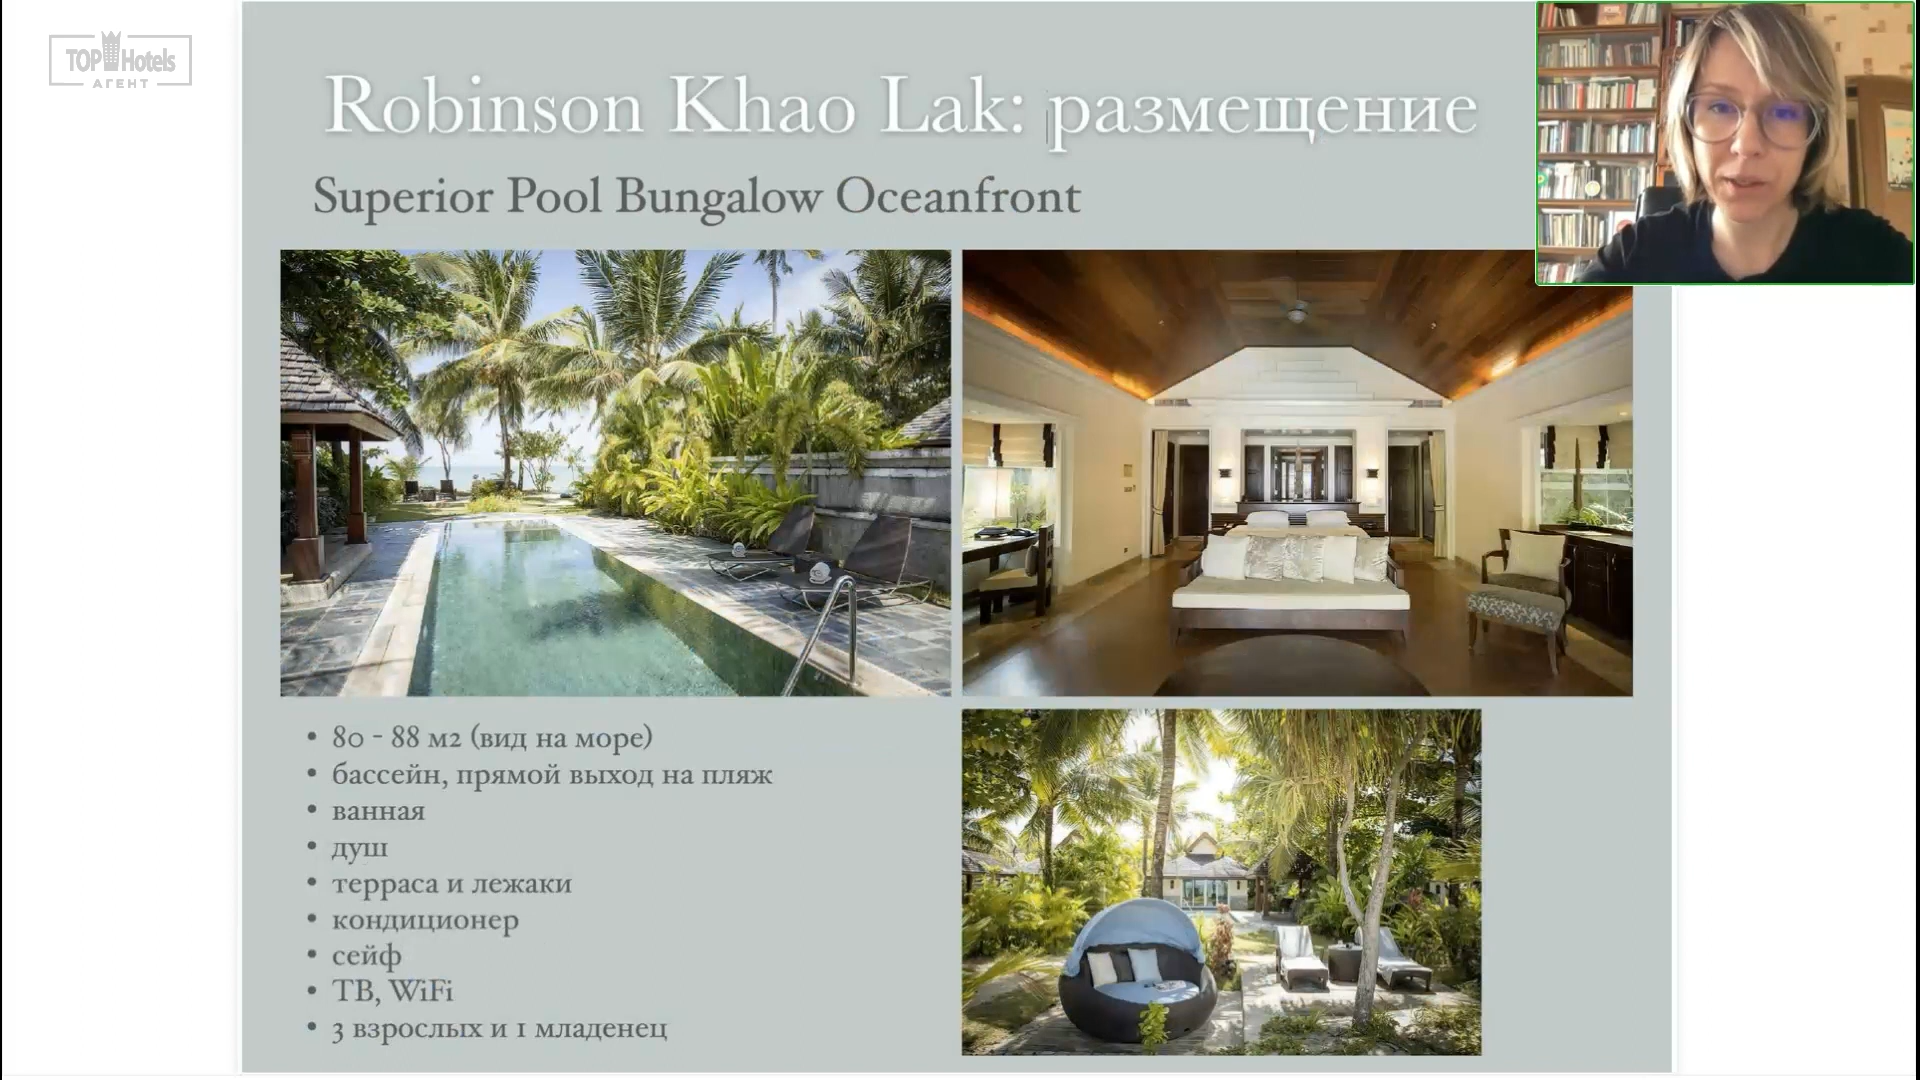 TOP Hotels
АГЕНТ
Robinson Khao Lak: размещение
Superior Pool Bungalow Oceanfront
• 80 - 88 м2 (вид на море)
• бассейн, прямой выход на пляж
• ванная
• душ
• терраса и лежаки
• кондиционер
• сейф
• ТВ, WiFi
• 3 взрослых и 1 младенец